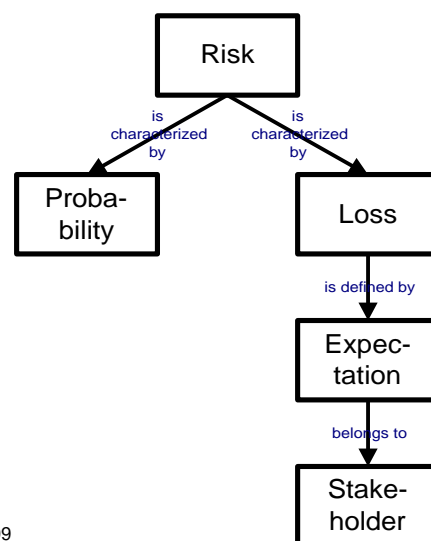 Risk
is
characterized
by
is
characterized
by
Proba-
bility
Loss
is defined by
Expec-
tation
belongs to
Stake-
holder